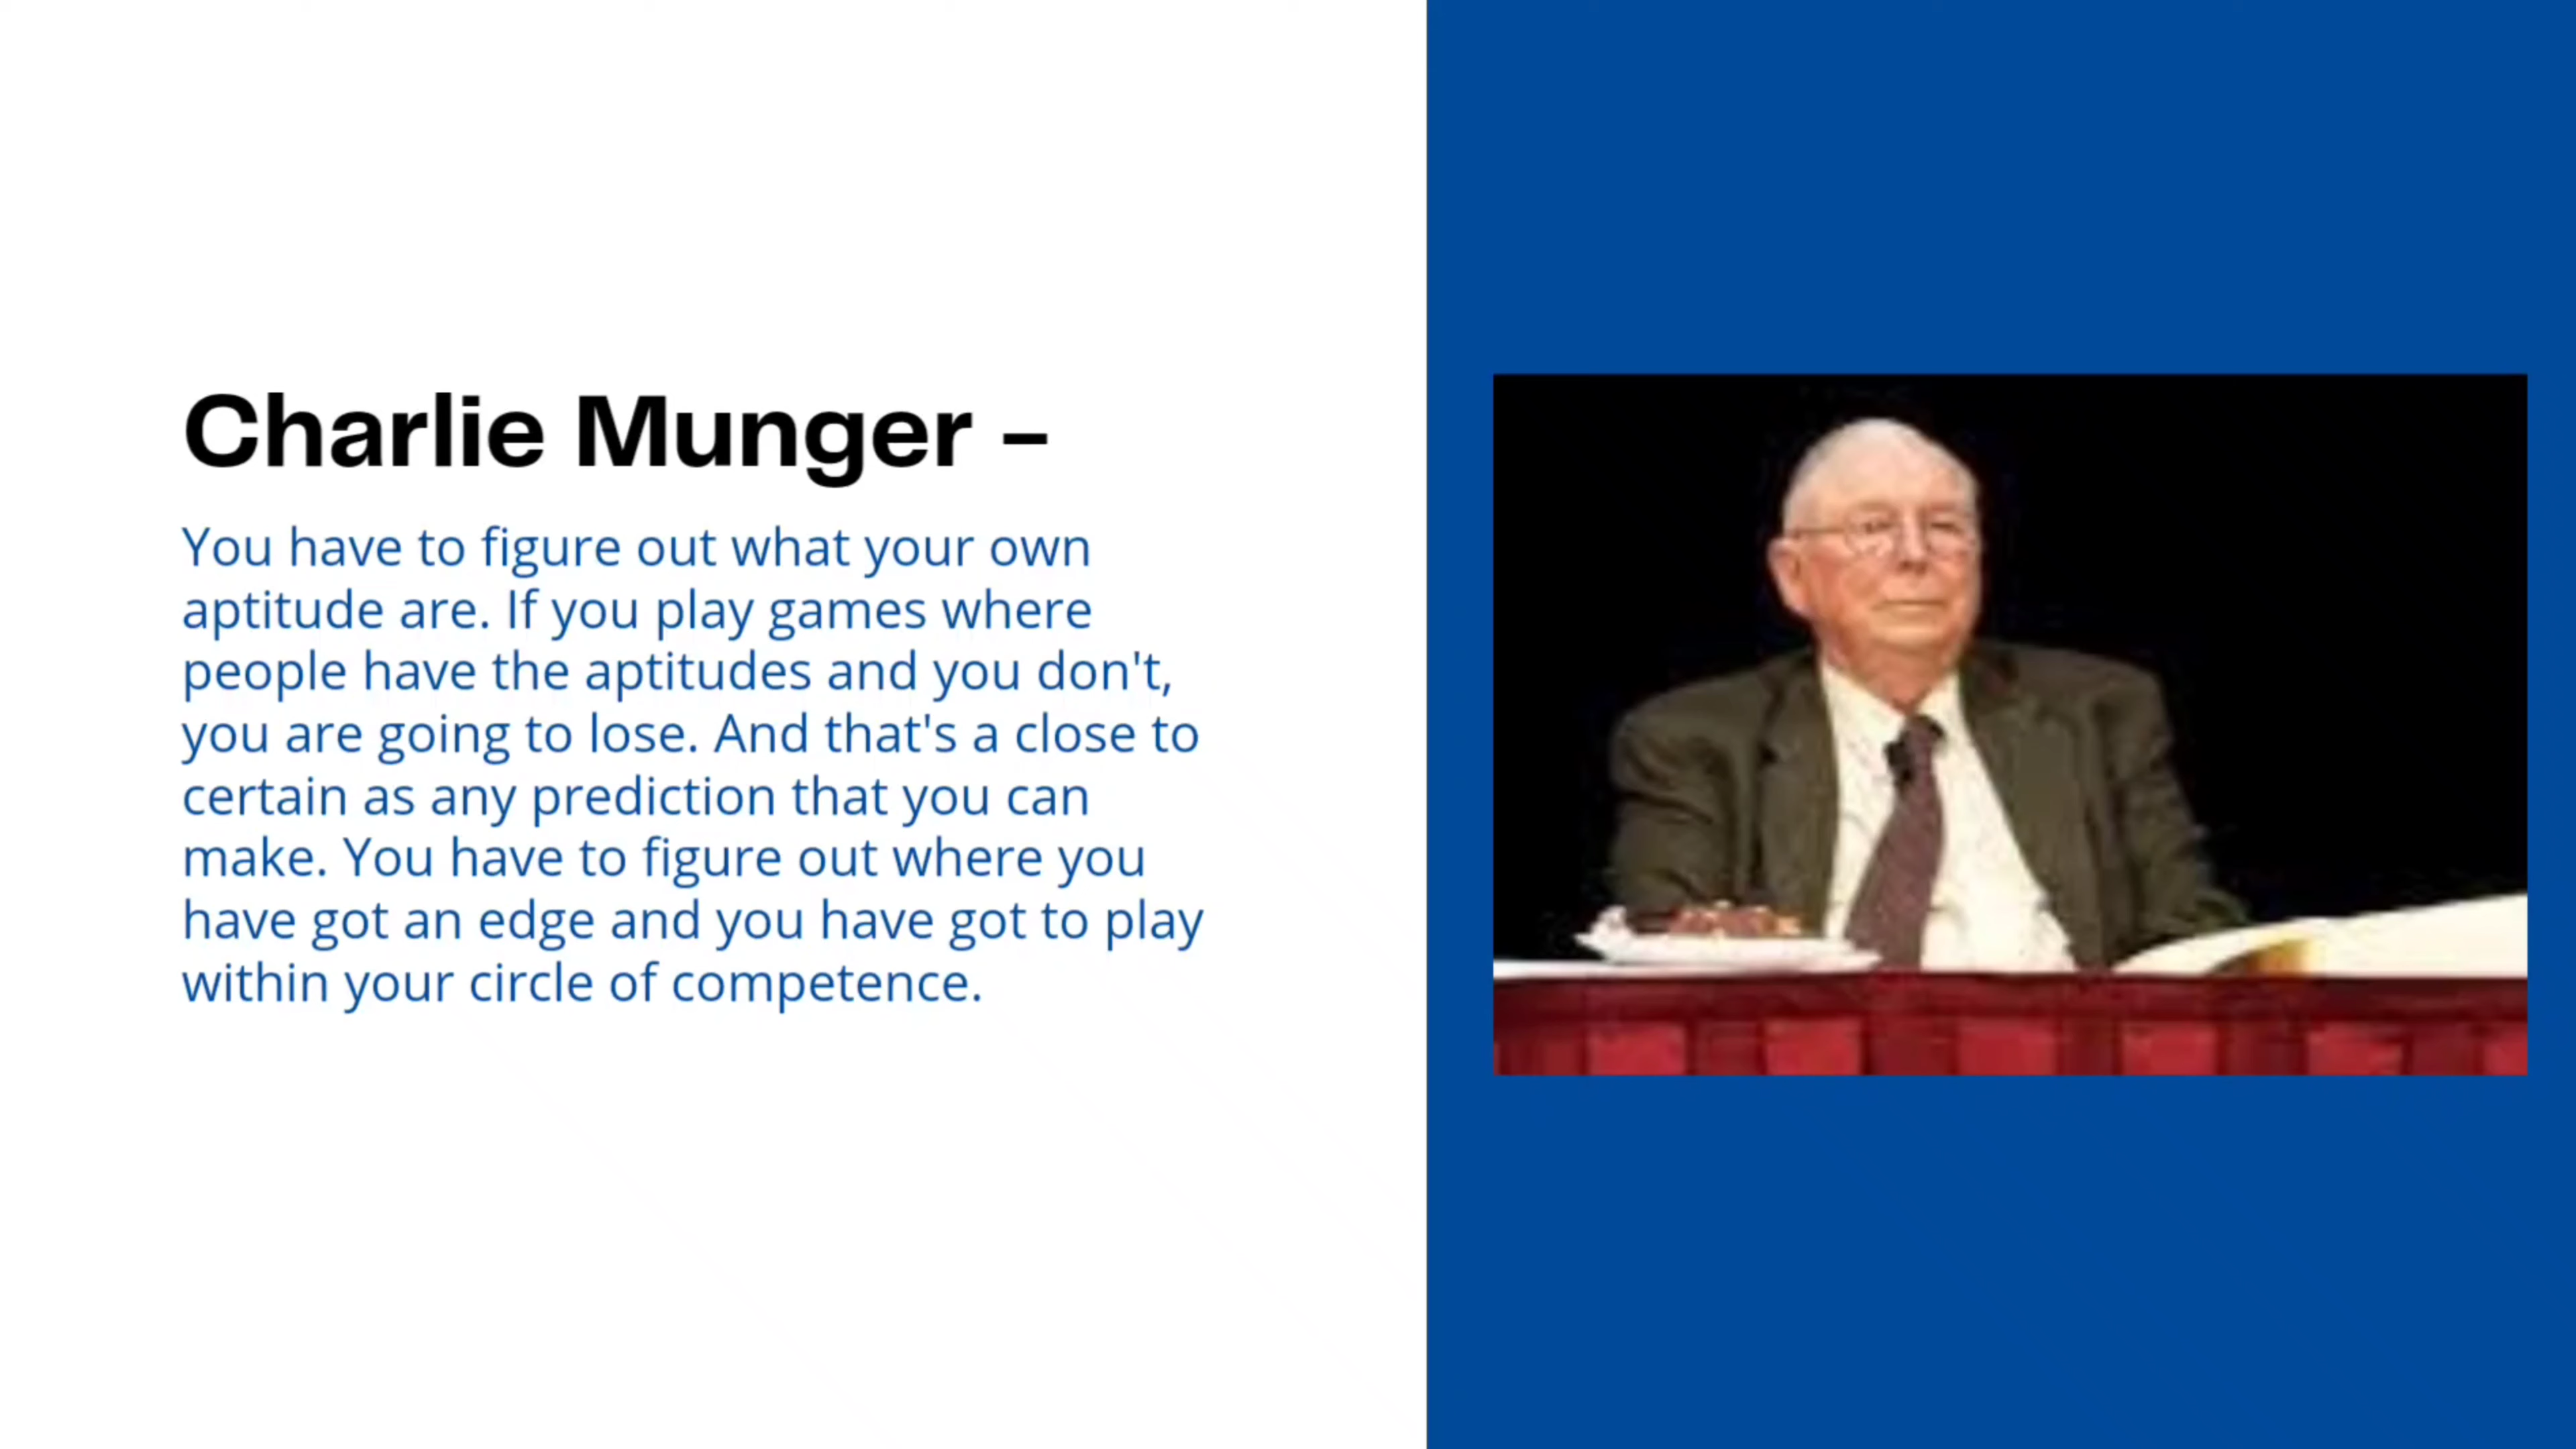 Charlie Munger –
You have to figure out what your own
aptitude are. If you play games where
people have the aptitudes and you don't,
you are going to lose. And that's a close to
certain as any prediction that you can
make. You have to figure out where you
have got an edge and you have got to play
within your circle of competence.